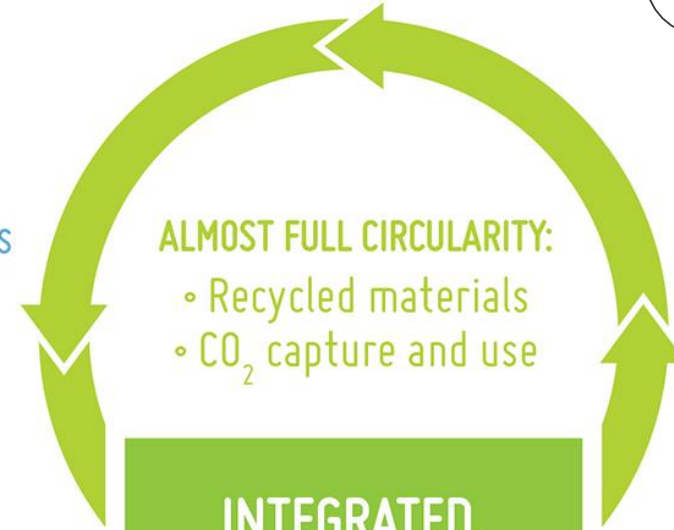 ALMOST FULL CIRCULARITY:
∘ Recycled materials
∘ CO₂ capture and use
INTEGRATED